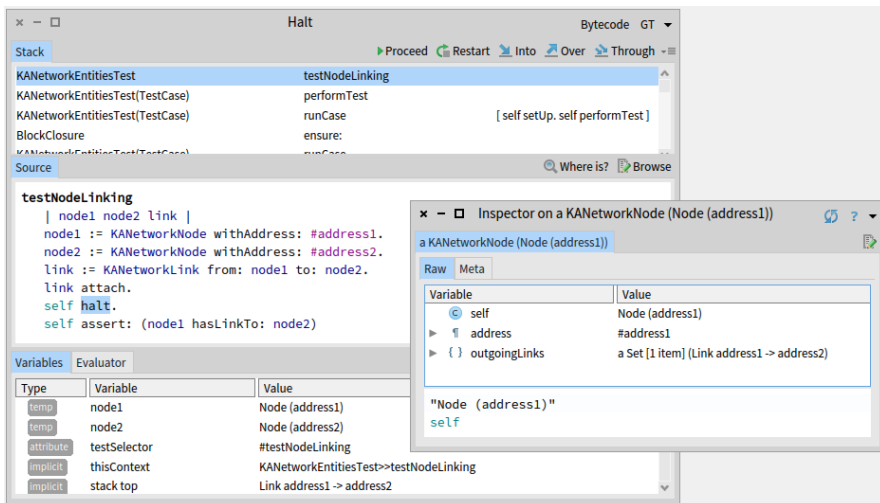 Halt
Bytecode GT
Stack
Proceed Restart Into Over Through
KANetworkEntitiesTest testNodeLinking
KANetworkEntitiesTest(TestCase) performTest
KANetworkEntitiesTest(TestCase) runCase [ self setUp. self performTest ]
BlockClosure ensure:
KANetworkEntitiesTest(TestCase) runCase
Source
Where is? Browse
testNodeLinking
| node1 node2 link |
node1 := KANetworkNode withAddress: #address1.
node2 := KANetworkNode withAddress: #address2.
link := KANetworkLink from: node1 to: node2.
link attach.
self halt.
self assert: (node1 hasLinkTo: node2)
Variables Evaluator
Type Variable Value
temp node1 Node (address1)
temp node2 Node (address2)
attribute testSelector #testNodeLinking
implicit thisContext KANetworkEntitiesTest>>testNodeLinking
implicit stack top Link address1 -> address2
Inspector on a KANetworkNode (Node (address1)) ?
a KANetworkNode (Node (address1))
Raw Meta
Variable Value
C self Node (address1)
¶ address #address1
{ } outgoingLinks a Set [1 item] (Link address1 -> address2)
"Node (address1)"
self